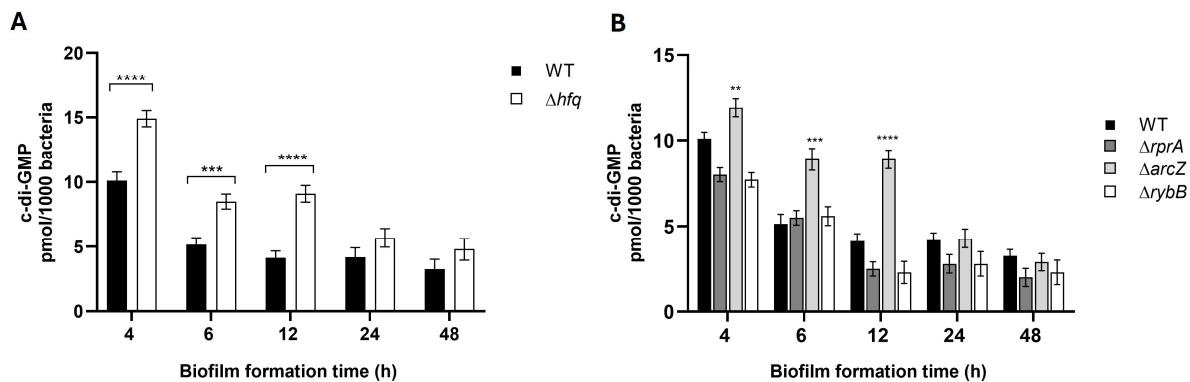 A
20
15
10
5
0
c-di-GMP
pmol/1000 bacteria
****
***
****
4 6 12 24 48
Biofilm formation time (h)
WT
Δhfq
B
15
10
5
0
c-di-GMP
pmol/1000 bacteria
**
***
****
4 6 12 24 48
Biofilm formation time (h)
WT
ΔrprA
ΔarcZ
ΔrybB